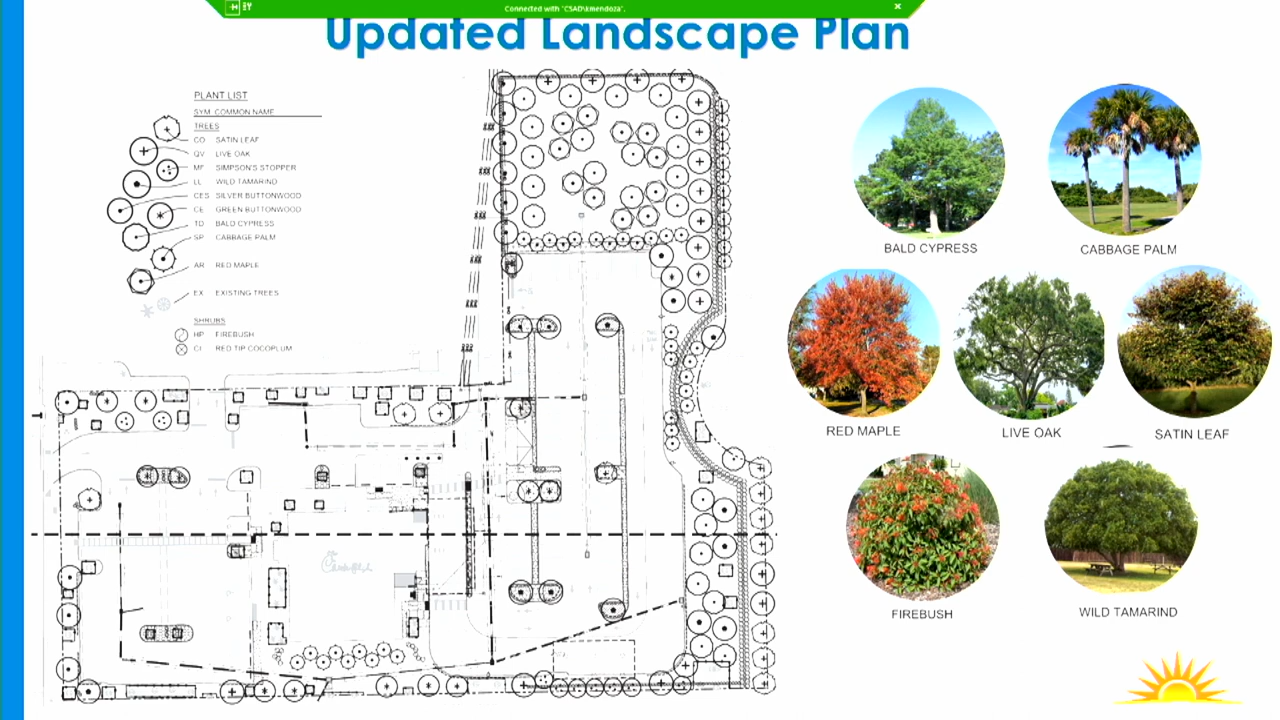 Connected with "CSAD\kmendoza".
Updated Landscape Plan
PLANT LIST
SYM COMMON NAME
TREES
CO SATIN LEAF
QV LIVE OAK
MF SIMPSON'S STOPPER
LL WILD TAMARIND
CES SILVER BUTTONWOOD
CE GREEN BUTTONWOOD
TD BALD CYPRESS
SP CABBAGE PALM
AR RED MAPLE
EX EXISTING TREES
SHRUBS
HP FIREBUSH
CI RED TIP COCOPLUM
BALD CYPRESS
CABBAGE PALM
RED MAPLE
LIVE OAK
SATIN LEAF
FIREBUSH
WILD TAMARIND
Chick-fil-A